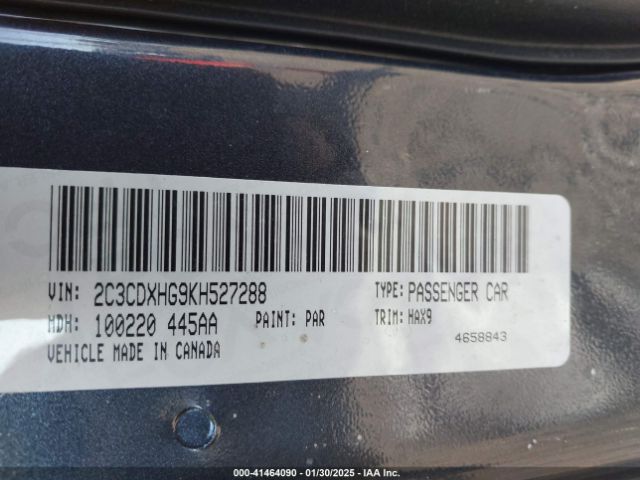 VIN: 2C3CDXHG9KH527288 TYPE: PASSENGER CAR
MDH: 100220 445AA PAINT: PAR TRIM: HAX9
VEHICLE MADE IN CANADA 4658843
000-41464090 - 01/30/2025 - IAA Inc.